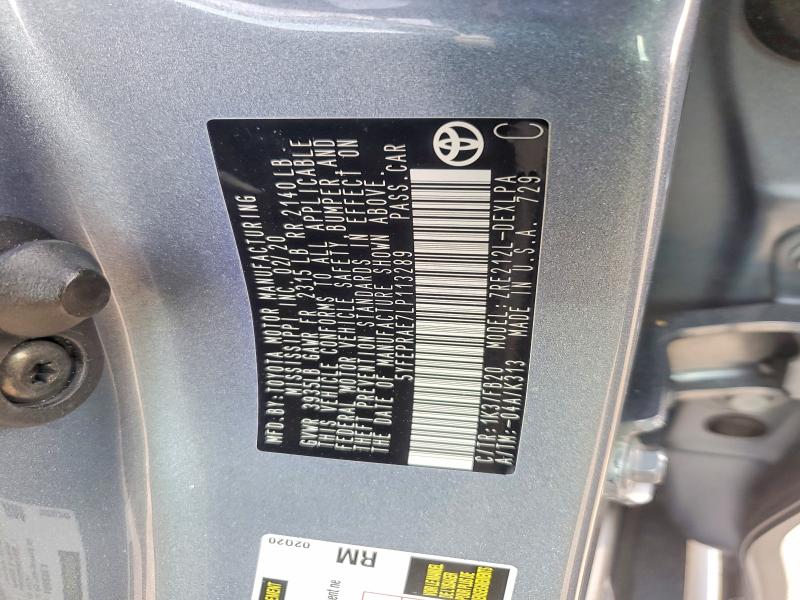 MFD.BY: TOYOTA MOTOR MANUFACTURING
MISSISSIPPI, INC. 02/20
GVWR 3955LB GAWR FR 2315LB RR 2140LB
THIS VEHICLE CONFORMS TO ALL APPLICABLE
FEDERAL MOTOR VEHICLE SAFETY, BUMPER, AND
THEFT PREVENTION STANDARDS IN EFFECT ON
THE DATE OF MANUFACTURE SHOWN ABOVE.
5YFEPRAE7LP113289 PASS.CAR
C/TR: 1K3/FB20 MODEL: ZRE212L-DEXLPA
A/TM:-04A/K313 MADE IN U.S.A. 729
C
02020
RM